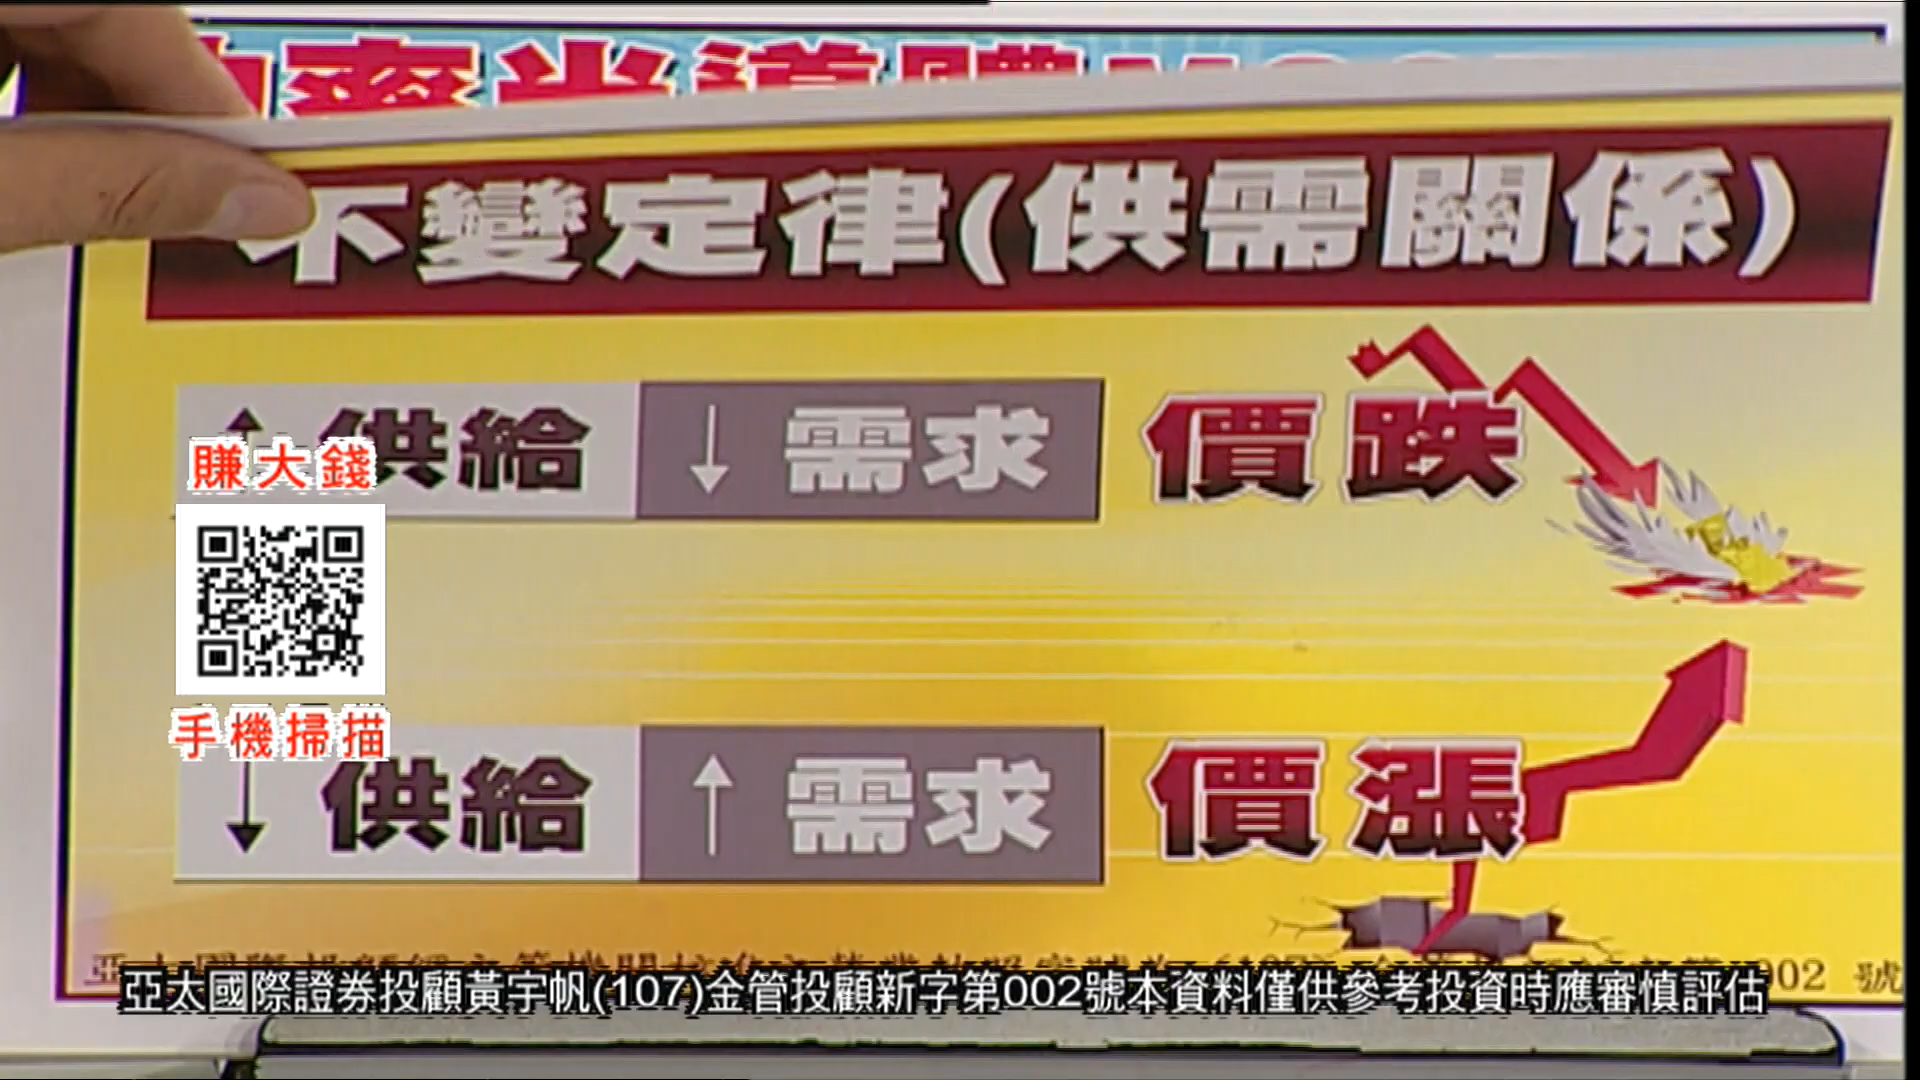 不變定律(供需關係)
↑ 供給 ↓ 需求 價跌
賺大錢
手機掃描
↓ 供給 ↑ 需求 價漲
002 號
亞太國際證券投顧黃宇帆(107)金管投顧新字第002號本資料僅供參考投資時應審慎評估